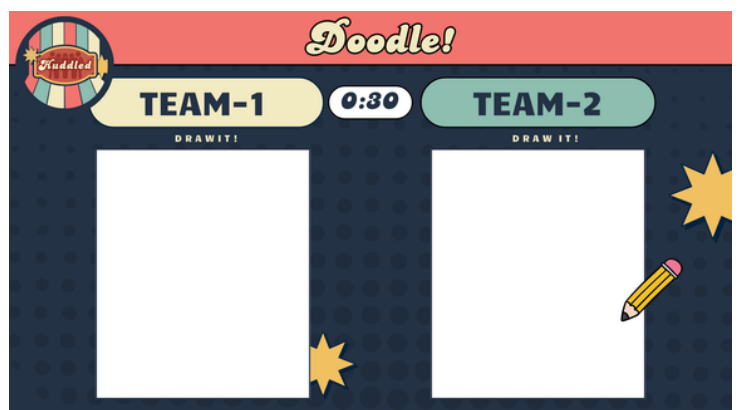 Doodle!
Huddled
TEAM-1
0:30
TEAM-2
DRAWIT!
DRAW IT!